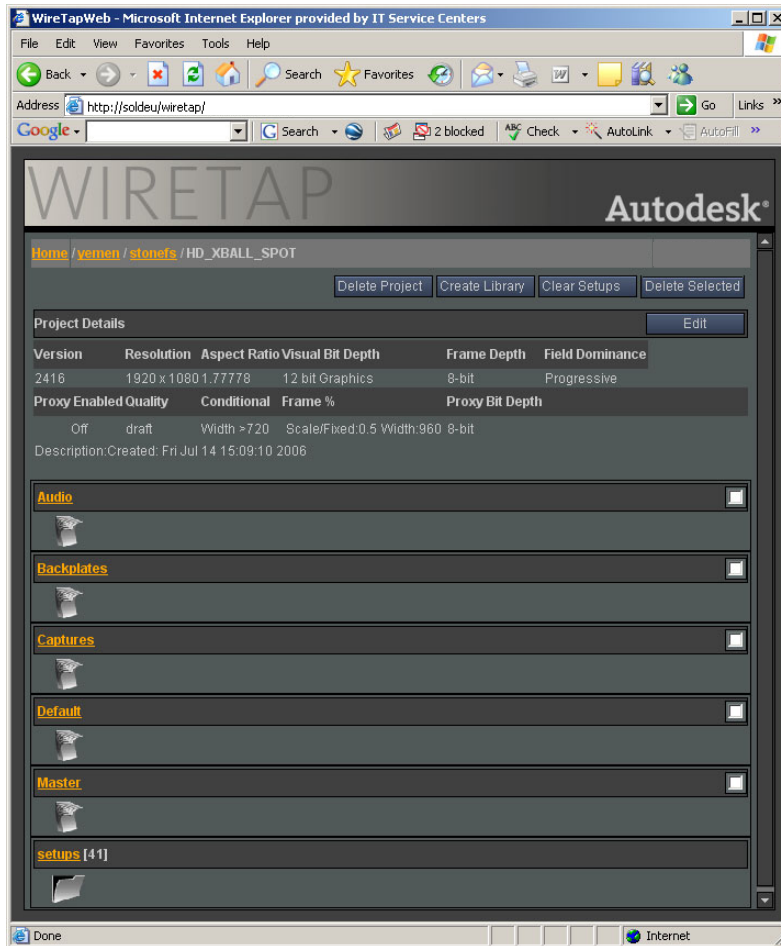 WireTapWeb - Microsoft Internet Explorer provided by IT Service Centers
File Edit View Favorites Tools Help
Back Search Favorites
Address http://soldeu/wiretap/ Go Links »
Google Search 2 blocked ABC Check AutoLink AutoFill »
WIRETAP
Autodesk®
Home / yemen / stonefs / HD_XBALL_SPOT
Delete Project Create Library Clear Setups Delete Selected
Project Details Edit
Version Resolution Aspect Ratio Visual Bit Depth Frame Depth Field Dominance
2416 1920 x 1080 1.77778 12 bit Graphics 8-bit Progressive
Proxy Enabled Quality Conditional Frame % Proxy Bit Depth
Off draft Width >720 Scale/Fixed:0.5 Width:960 8-bit
Description:Created: Fri Jul 14 15:09:10 2006
Audio
Backplates
Captures
Default
Master
setups [41]
Done Internet